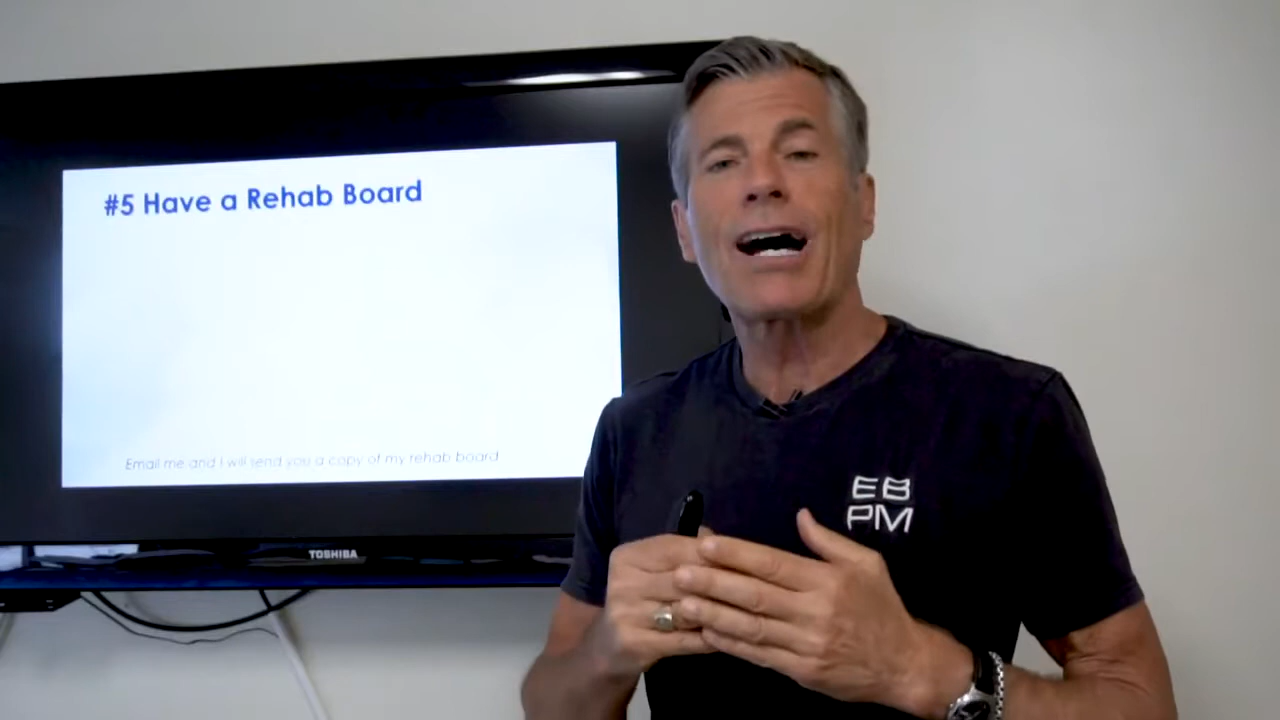 #5 Have a Rehab Board
Email me and I will send you a copy of my rehab board
TOSHIBA
EB
PM